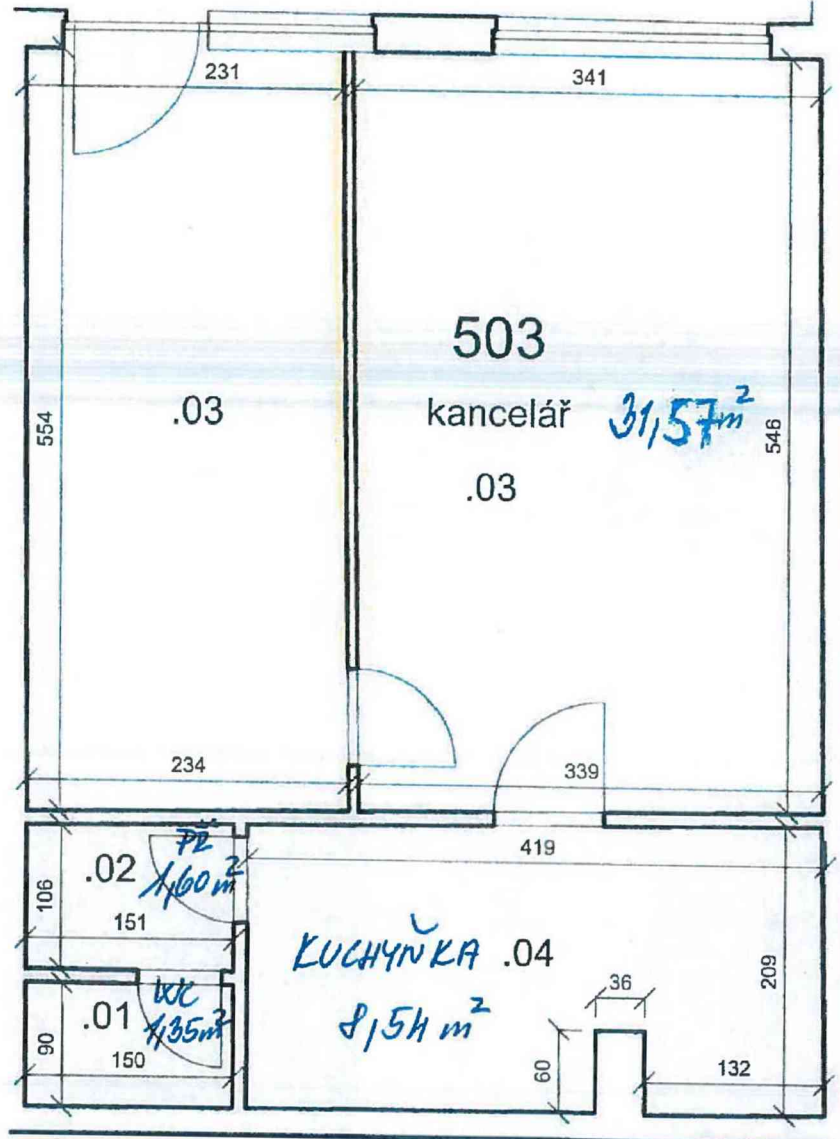 231
341
503
.03
kancelář 31,57 m²
.03
554
546
234
339
PŘ
.02 1,60 m²
419
106
151
KUCHYŇKA .04
8,54 m²
36
209
WC
.01 1,35 m²
90
150
60
132